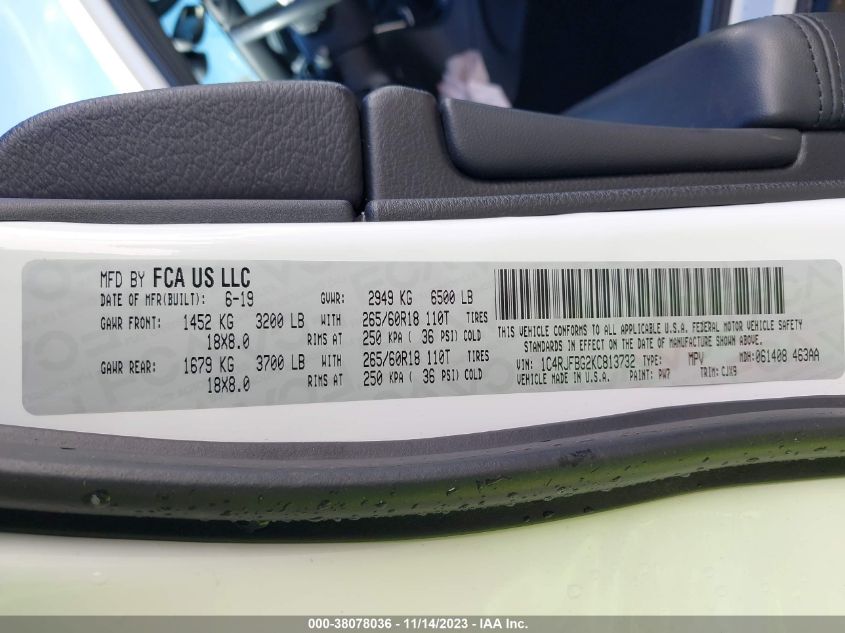 MFD BY FCA US LLC
DATE OF MFR(BUILT): 6-19 GVWR: 2949 KG 6500 LB
GAWR FRONT: 1452 KG 3200 LB WITH 265/60R18 110T TIRES
18X8.0 RIMS AT 250 KPA ( 36 PSI) COLD
GAWR REAR: 1679 KG 3700 LB WITH 265/60R18 110T TIRES
18X8.0 RIMS AT 250 KPA ( 36 PSI) COLD
THIS VEHICLE CONFORMS TO ALL APPLICABLE U.S.A. FEDERAL MOTOR VEHICLE SAFETY
STANDARDS IN EFFECT ON THE DATE OF MANUFACTURE SHOWN ABOVE.
VIN: 1C4RJFBG2KC813732 TYPE: MPV MDH: 061408 463AA
VEHICLE MADE IN U.S.A. PAINT: PW7 TRIM: CJX9
000-38078036 - 11/14/2023 - IAA Inc.